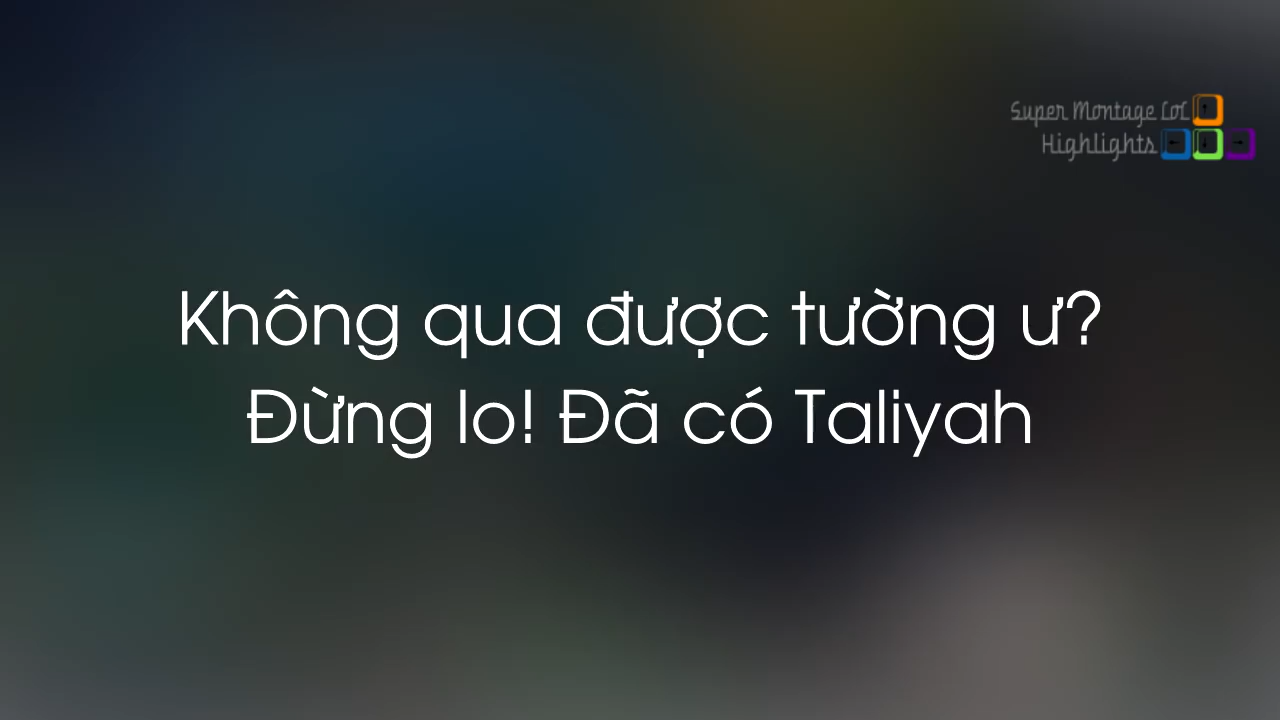 Super Montage LoL
Highlights
Không qua được tường ư?
Đừng lo! Đã có Taliyah